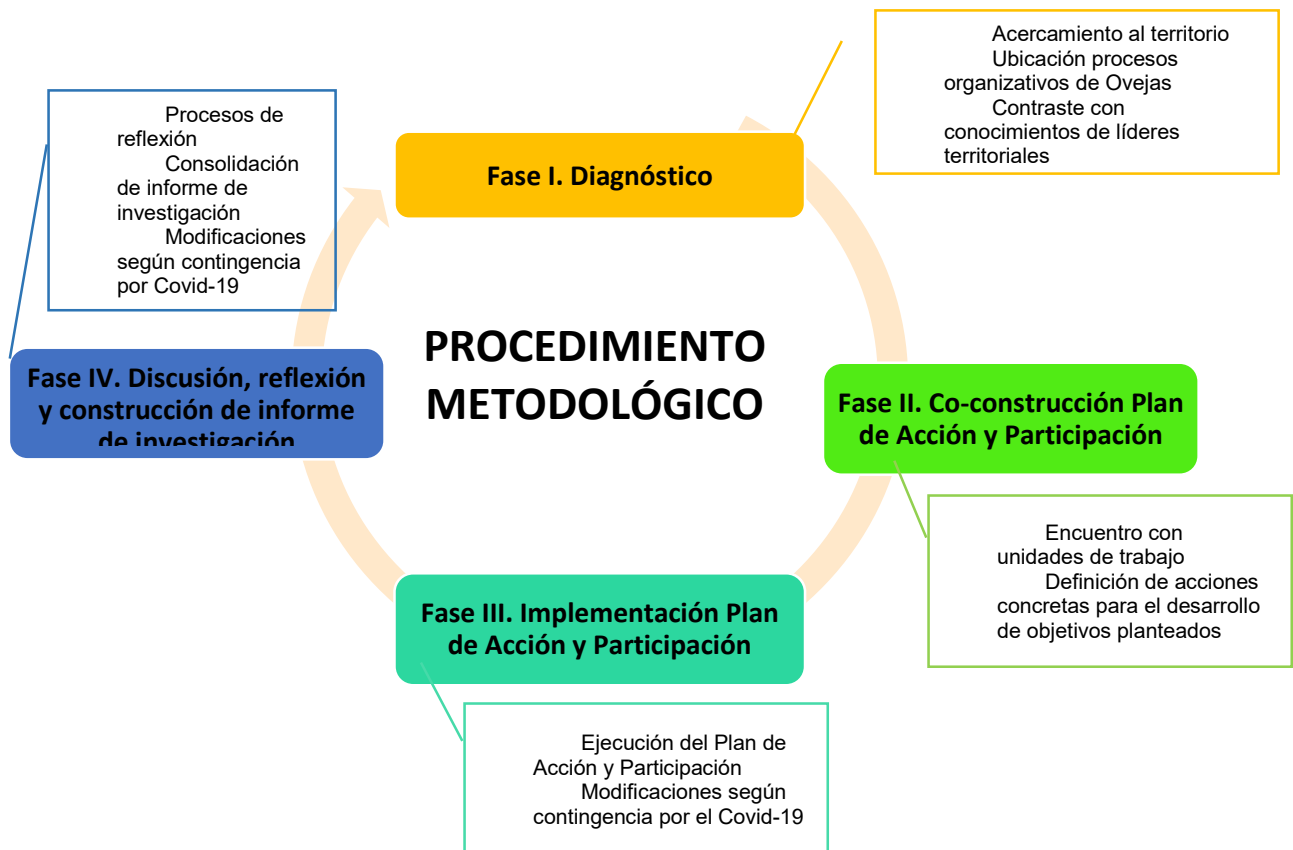 Acercamiento al territorio
Ubicación procesos
organizativos de Ovejas
Contraste con
conocimientos de líderes
territoriales
Procesos de
reflexión
Consolidación
de informe de
investigación
Modificaciones
según contingencia
por Covid-19
Fase I. Diagnóstico
PROCEDIMIENTO
METODOLÓGICO
Fase IV. Discusión, reflexión
y construcción de informe
de investigación
Fase II. Co-construcción Plan
de Acción y Participación
Encuentro con
unidades de trabajo
Definición de acciones
concretas para el desarrollo
de objetivos planteados
Fase III. Implementación Plan
de Acción y Participación
Ejecución del Plan de
Acción y Participación
Modificaciones según
contingencia por el Covid-19